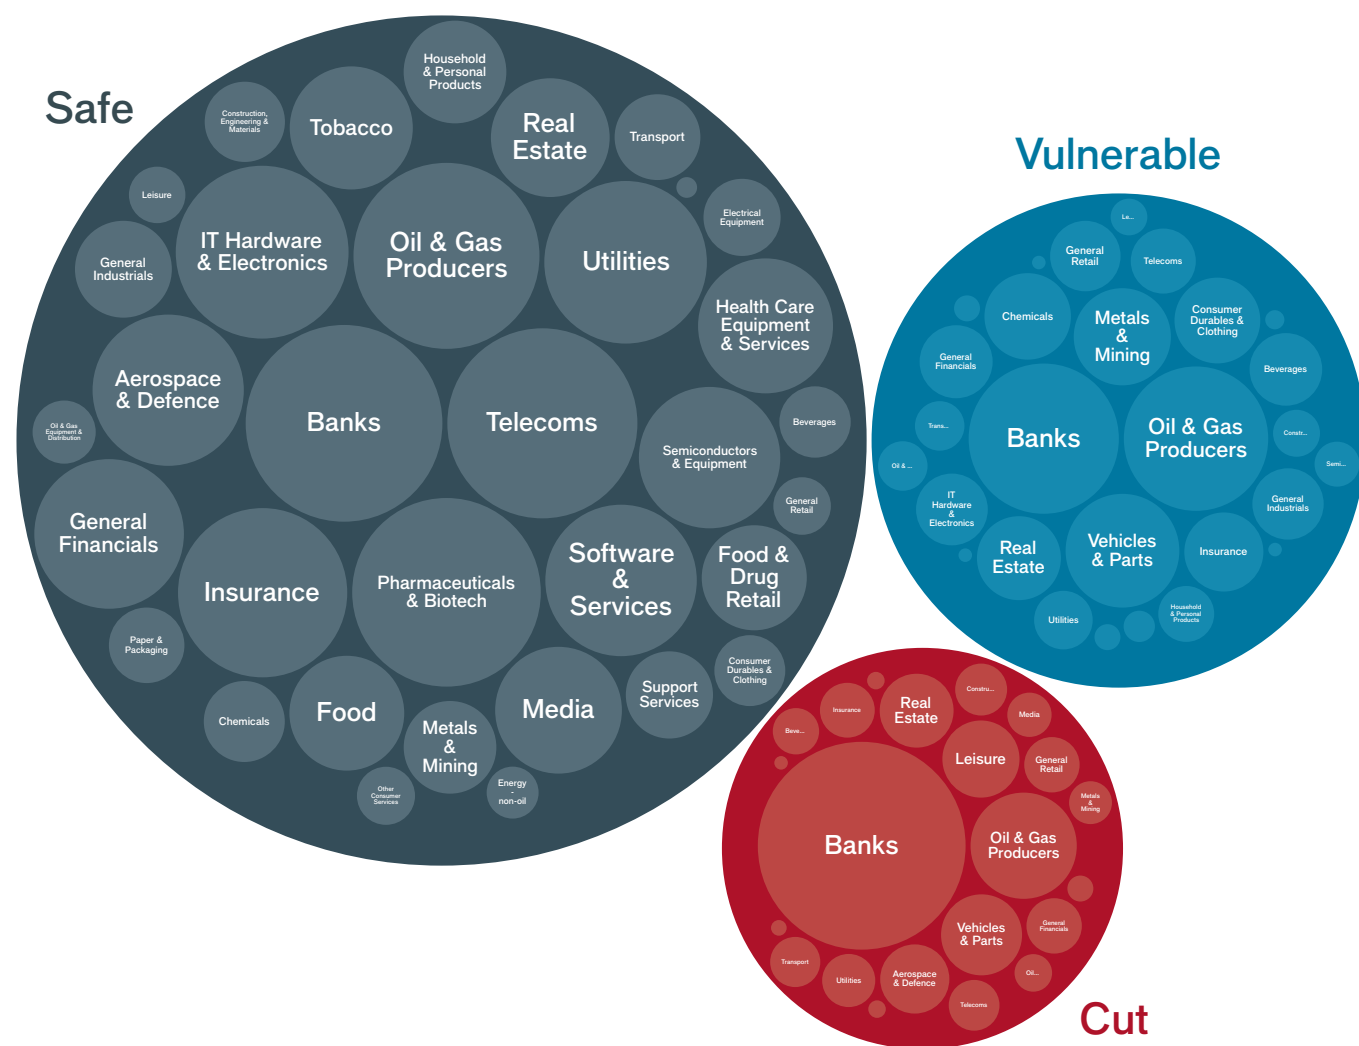 Safe
Household
& Personal
Products
Construction,
Engineering &
Materials
Tobacco
Real
Estate
Transport
Leisure
Electrical
Equipment
General
Industrials
IT Hardware
& Electronics
Oil & Gas
Producers
Utilities
Health Care
Equipment
& Services
Aerospace
& Defence
Banks
Telecoms
Beverages
Oil & Gas
Equipment &
Distribution
Semiconductors
& Equipment
General
Retail
General
Financials
Insurance
Pharmaceuticals
& Biotech
Software
&
Services
Food &
Drug
Retail
Paper &
Packaging
Consumer
Durables &
Clothing
Support
Services
Chemicals
Food
Metals
&
Mining
Media
Other
Consumer
Services
Energy
-
non-oil
Vulnerable
Le...
General
Retail
Telecoms
Chemicals
Metals
&
Mining
Consumer
Durables &
Clothing
General
Financials
Beverages
Trans...
Banks
Oil & Gas
Producers
Constr...
Oil & ...
Semi...
IT
Hardware
&
Electronics
General
Industrials
Real
Estate
Vehicles
& Parts
Insurance
Utilities
Household
& Personal
Products
Cut
Constru...
Insurance
Real
Estate
Media
Beve...
Leisure
General
Retail
Metals
&
Mining
Banks
Oil & Gas
Producers
General
Financials
Vehicles
& Parts
Transport
Utilities
Aerospace
& Defence
Oil...
Telecoms